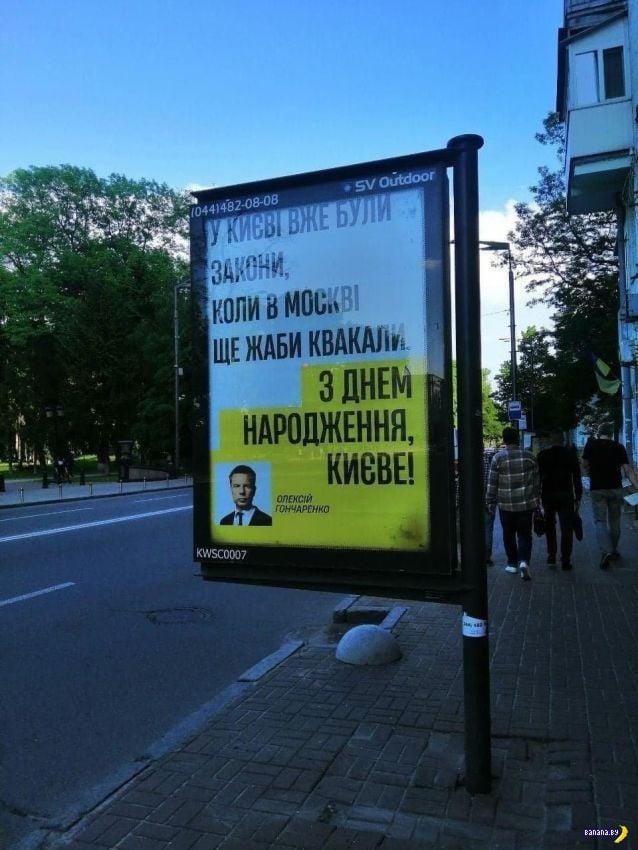 (044)482-08-08
SV Outdoor
У КИЄВІ ВЖЕ БУЛИ
ЗАКОНИ,
КОЛИ В МОСКВІ
ЩЕ ЖАБИ КВАКАЛИ.
З ДНЕМ
НАРОДЖЕННЯ,
КИЄВЕ!
ОЛЕКСІЙ
ГОНЧАРЕНКО
KWSC0007
banana.by